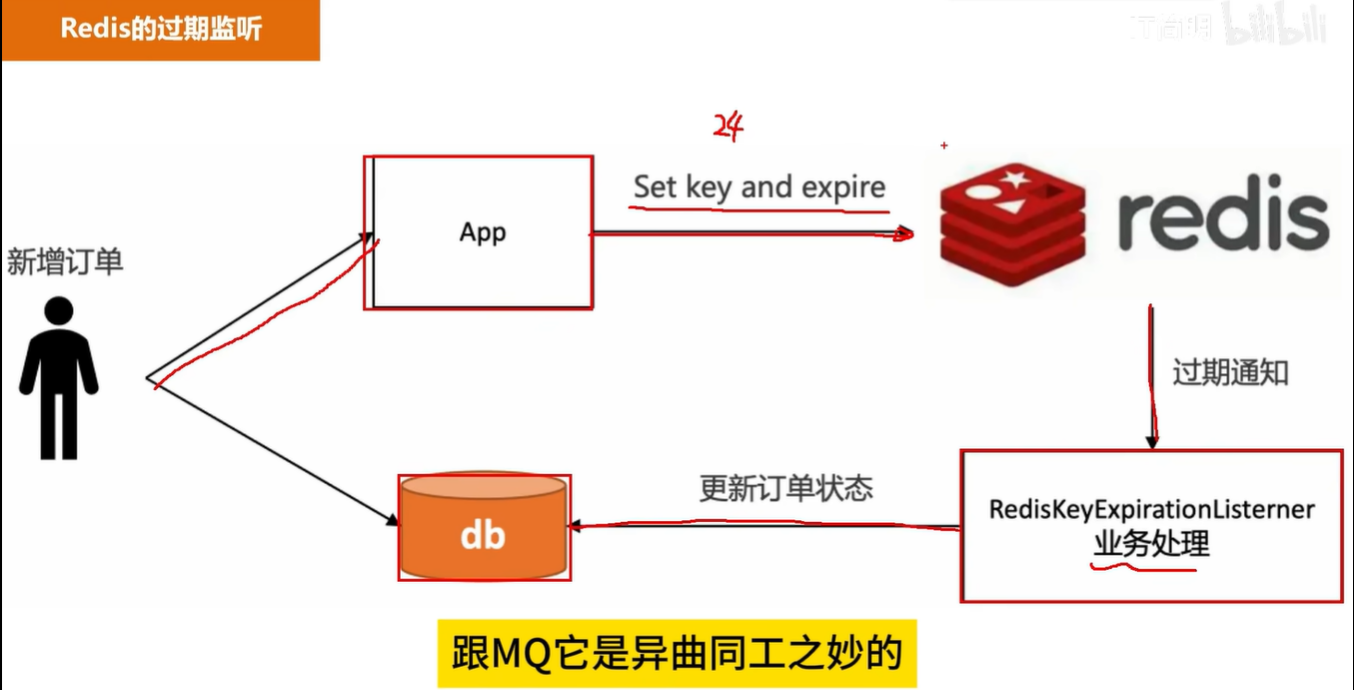 Redis的过期监听
bilibili
24
Set key and expire
App
redis
新增订单
过期通知
更新订单状态
RedisKeyExpirationListerner
业务处理
db
跟MQ它是异曲同工之妙的